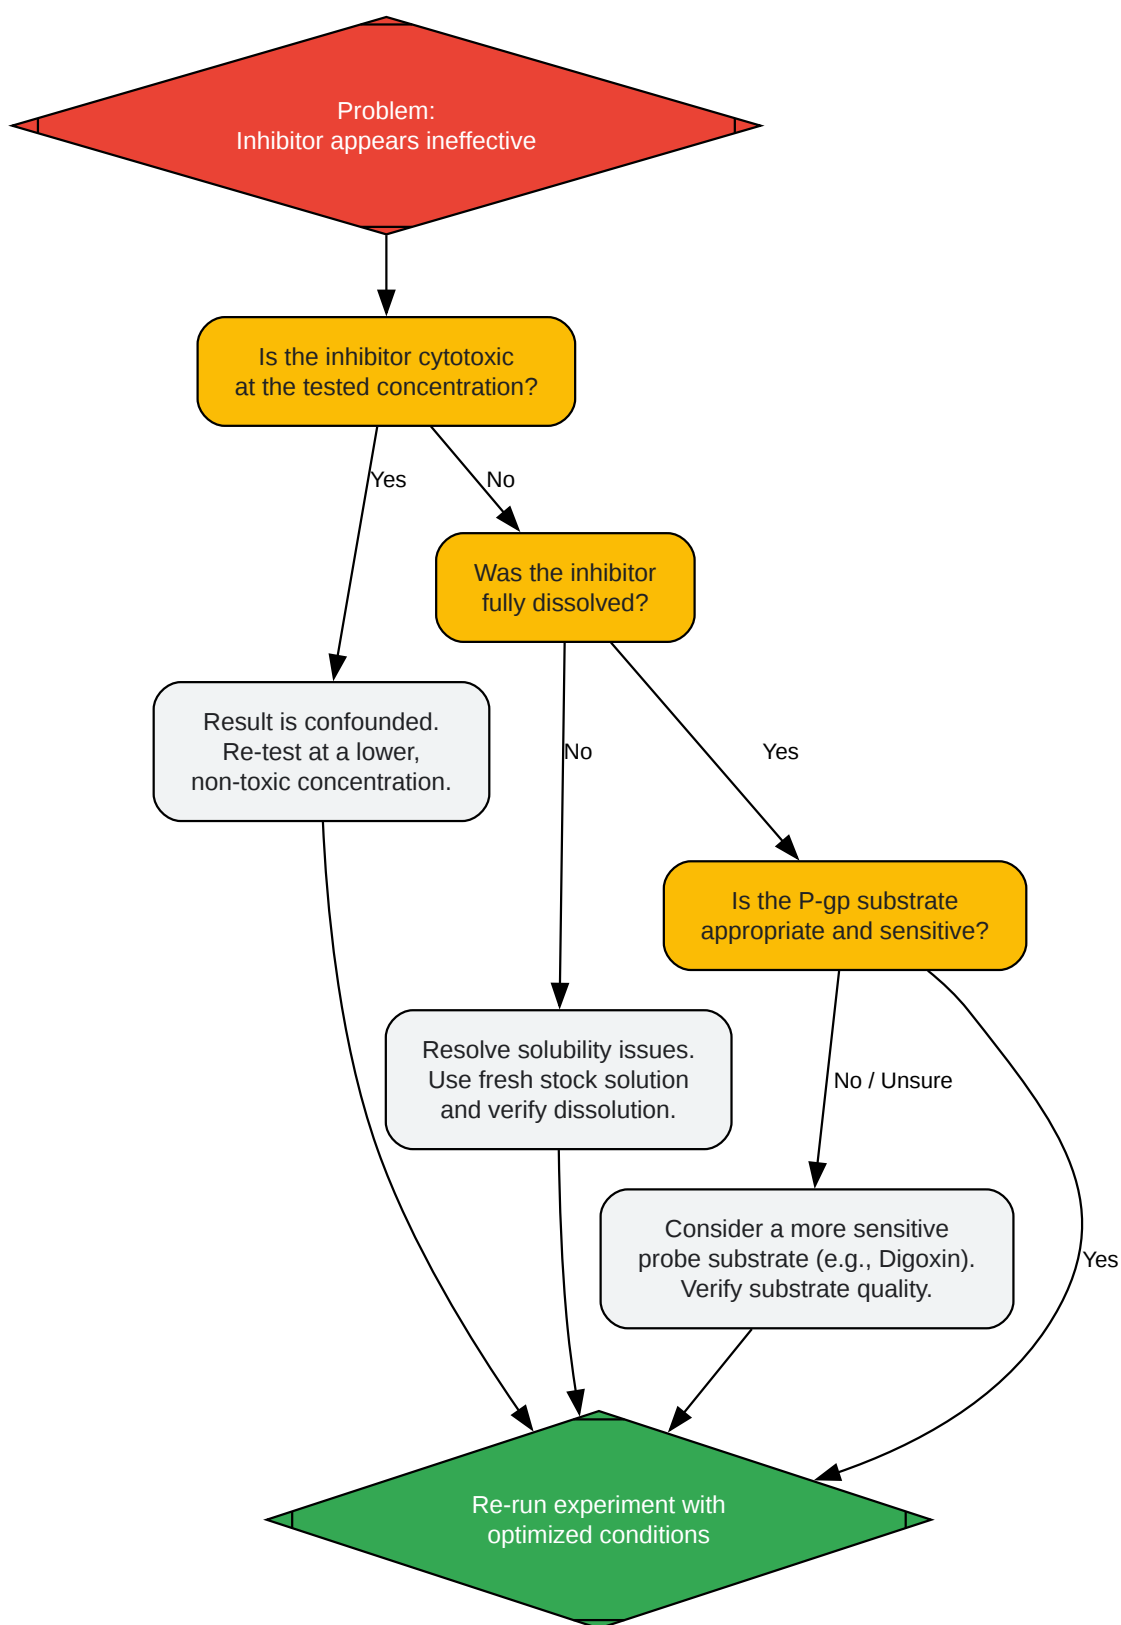 Problem:
Inhibitor appears ineffective
Is the inhibitor cytotoxic
at the tested concentration?
Yes
No
Was the inhibitor
fully dissolved?
Result is confounded.
Re-test at a lower,
non-toxic concentration.
No
Yes
Is the P-gp substrate
appropriate and sensitive?
Resolve solubility issues.
Use fresh stock solution
and verify dissolution.
No / Unsure
Consider a more sensitive
probe substrate (e.g., Digoxin).
Verify substrate quality.
Yes
Re-run experiment with
optimized conditions